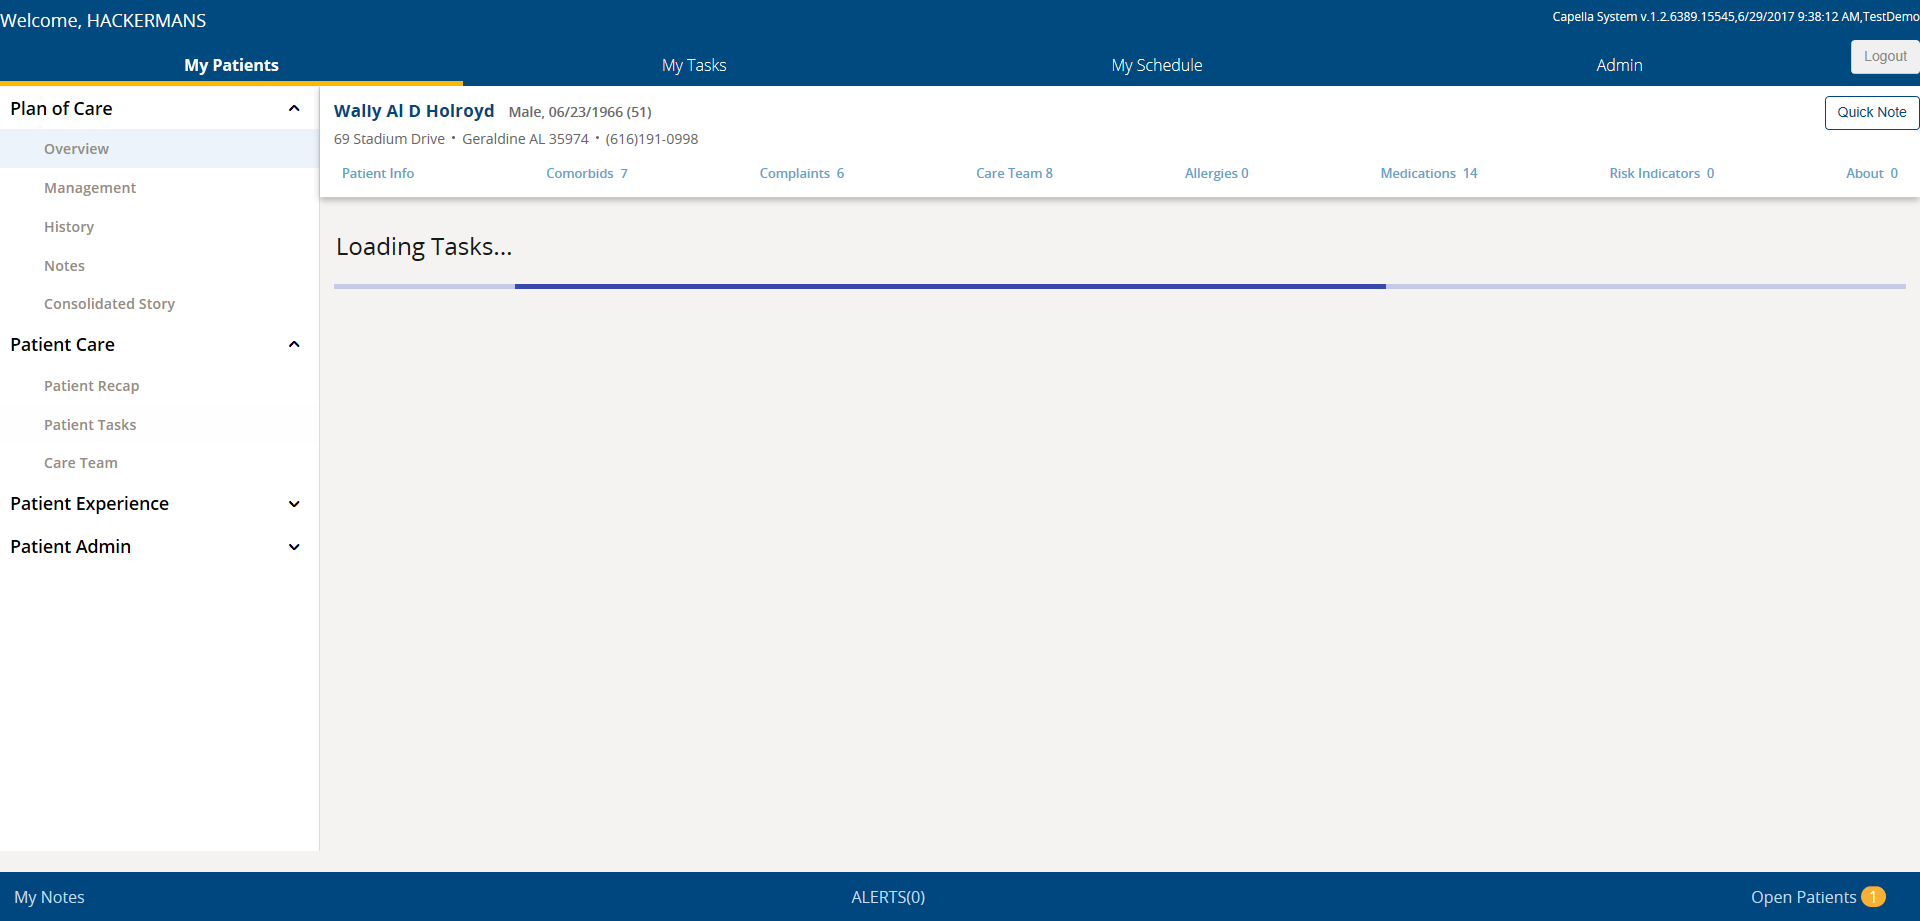 Welcome, HACKERMANS
Capella System v.1.2.6389.15545,6/29/2017 9:38:12 AM,TestDemo
My Patients
My Tasks
My Schedule
Admin
Logout
Plan of Care
Overview
Management
History
Notes
Consolidated Story
Patient Care
Patient Recap
Patient Tasks
Care Team
Patient Experience
Patient Admin
Wally Al D Holroyd Male, 06/23/1966 (51)
Quick Note
69 Stadium Drive • Geraldine AL 35974 • (616)191-0998
Patient Info
Comorbids 7
Complaints 6
Care Team 8
Allergies 0
Medications 14
Risk Indicators 0
About 0
Loading Tasks...
My Notes
ALERTS(0)
Open Patients 1